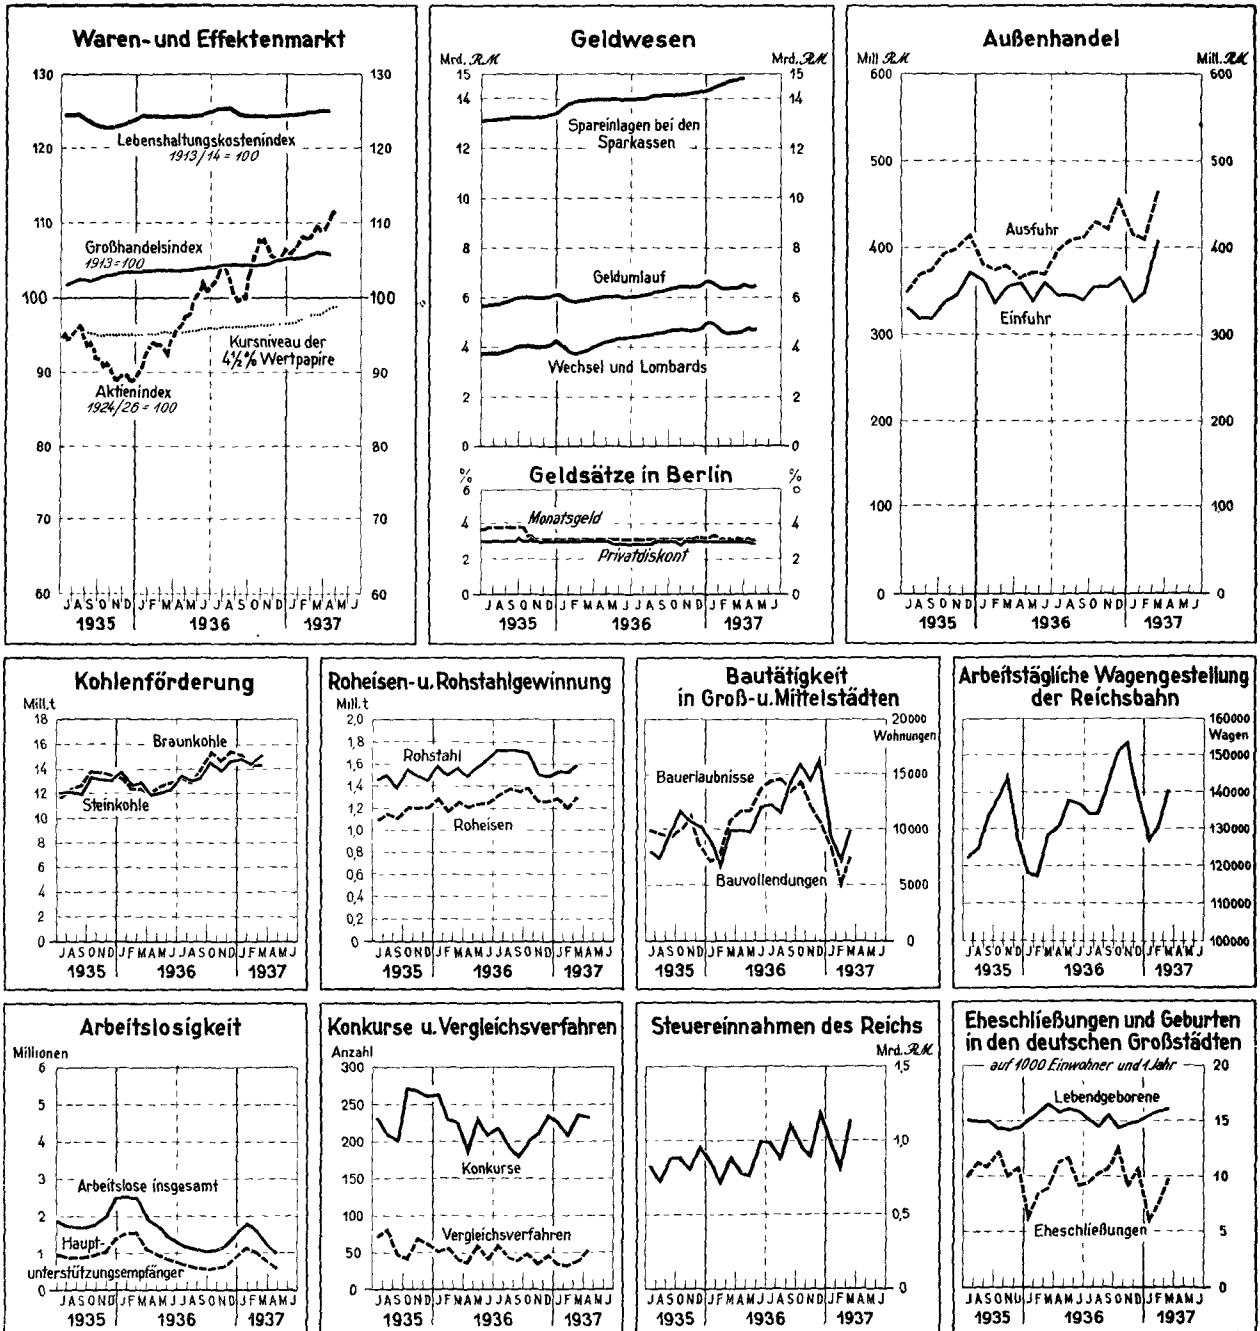 Waren- und Effektenmarkt
130 130
120 120
110 110
100 100
90 90
80 80
70 70
60 60
Lebenshaltungskostenindex
1913/14 = 100
Großhandelsindex
1913=100
Kursniveau der
4½% Wertpapire
Aktienindex
1924/26 = 100
J A S O N D J F M A M J J A S O N D J F M A M J
1935 1936 1937
Geldwesen
Mrd. RM Mrd. RM
15 15
14 14
12 12
10 10
8 8
6 6
4 4
2 2
0 0
Spareinlagen bei den
Sparkassen
Geldumlauf
Wechsel und Lombards
Geldsätze in Berlin
% %
6
4 4
2 2
0 0
Monatsgeld
Privatdiskont
J A S O N D J F M A M J J A S O N D J F M A M J
1935 1936 1937
Außenhandel
Mill RM Mill. RM
600 600
500 500
400 400
300 300
200 200
100 100
0 0
Ausfuhr
Einfuhr
J A S O N D J F M A M J J A S O N D J F M A M J
1935 1936 1937
Kohlenförderung
Mill.t
18
16
14
12
10
8
6
4
2
0
Braunkohle
Steinkohle
J A S O N D J F M A M J J A S O N D J F M A M J
1935 1936 1937
Roheisen- u. Rohstahlgewinnung
Mill.t
2,0
1,8
1,6
1,4
1,2
1,0
0,8
0,6
0,4
0,2
0
Rohstahl
Roheisen
J A S O N D J F M A M J J A S O N D J F M A M J
1935 1936 1937
Bautätigkeit
in Groß- u. Mittelstädten
20000
Wohnungen
15000
10000
5000
0
Bauerlaubnisse
Bauvollendungen
J A S O N D J F M A M J J A S O N D J F M A M J
1935 1936 1937
Arbeitstägliche Wagengestellung
der Reichsbahn
160000
Wagen
150000
140000
130000
120000
110000
100000
J A S O N D J F M A M J J A S O N D J F M A M J
1935 1936 1937
Arbeitslosigkeit
Millionen
6
5
4
3
2
1
0
Arbeitslose insgesamt
Haupt-
unterstützungsempfänger
J A S O N D J F M A M J J A S O N D J F M A M J
1935 1936 1937
Konkurse u. Vergleichsverfahren
Anzahl
300
250
200
150
100
50
0
Konkurse
Vergleichsverfahren
J A S O N D J F M A M J J A S O N D J F M A M J
1935 1936 1937
Steuereinnahmen des Reichs
Mrd. RM
1,5
1,0
0,5
0
J A S O N D J F M A M J J A S O N D J F M A M J
1935 1936 1937
Eheschließungen und Geburten
in den deutschen Großstädten
auf 1000 Einwohner und 1 Jahr
20
15
10
5
0
Lebendgeborene
Eheschließungen
J A S O N D J F M A M J J A S O N D J F M A M J
1935 1936 1937